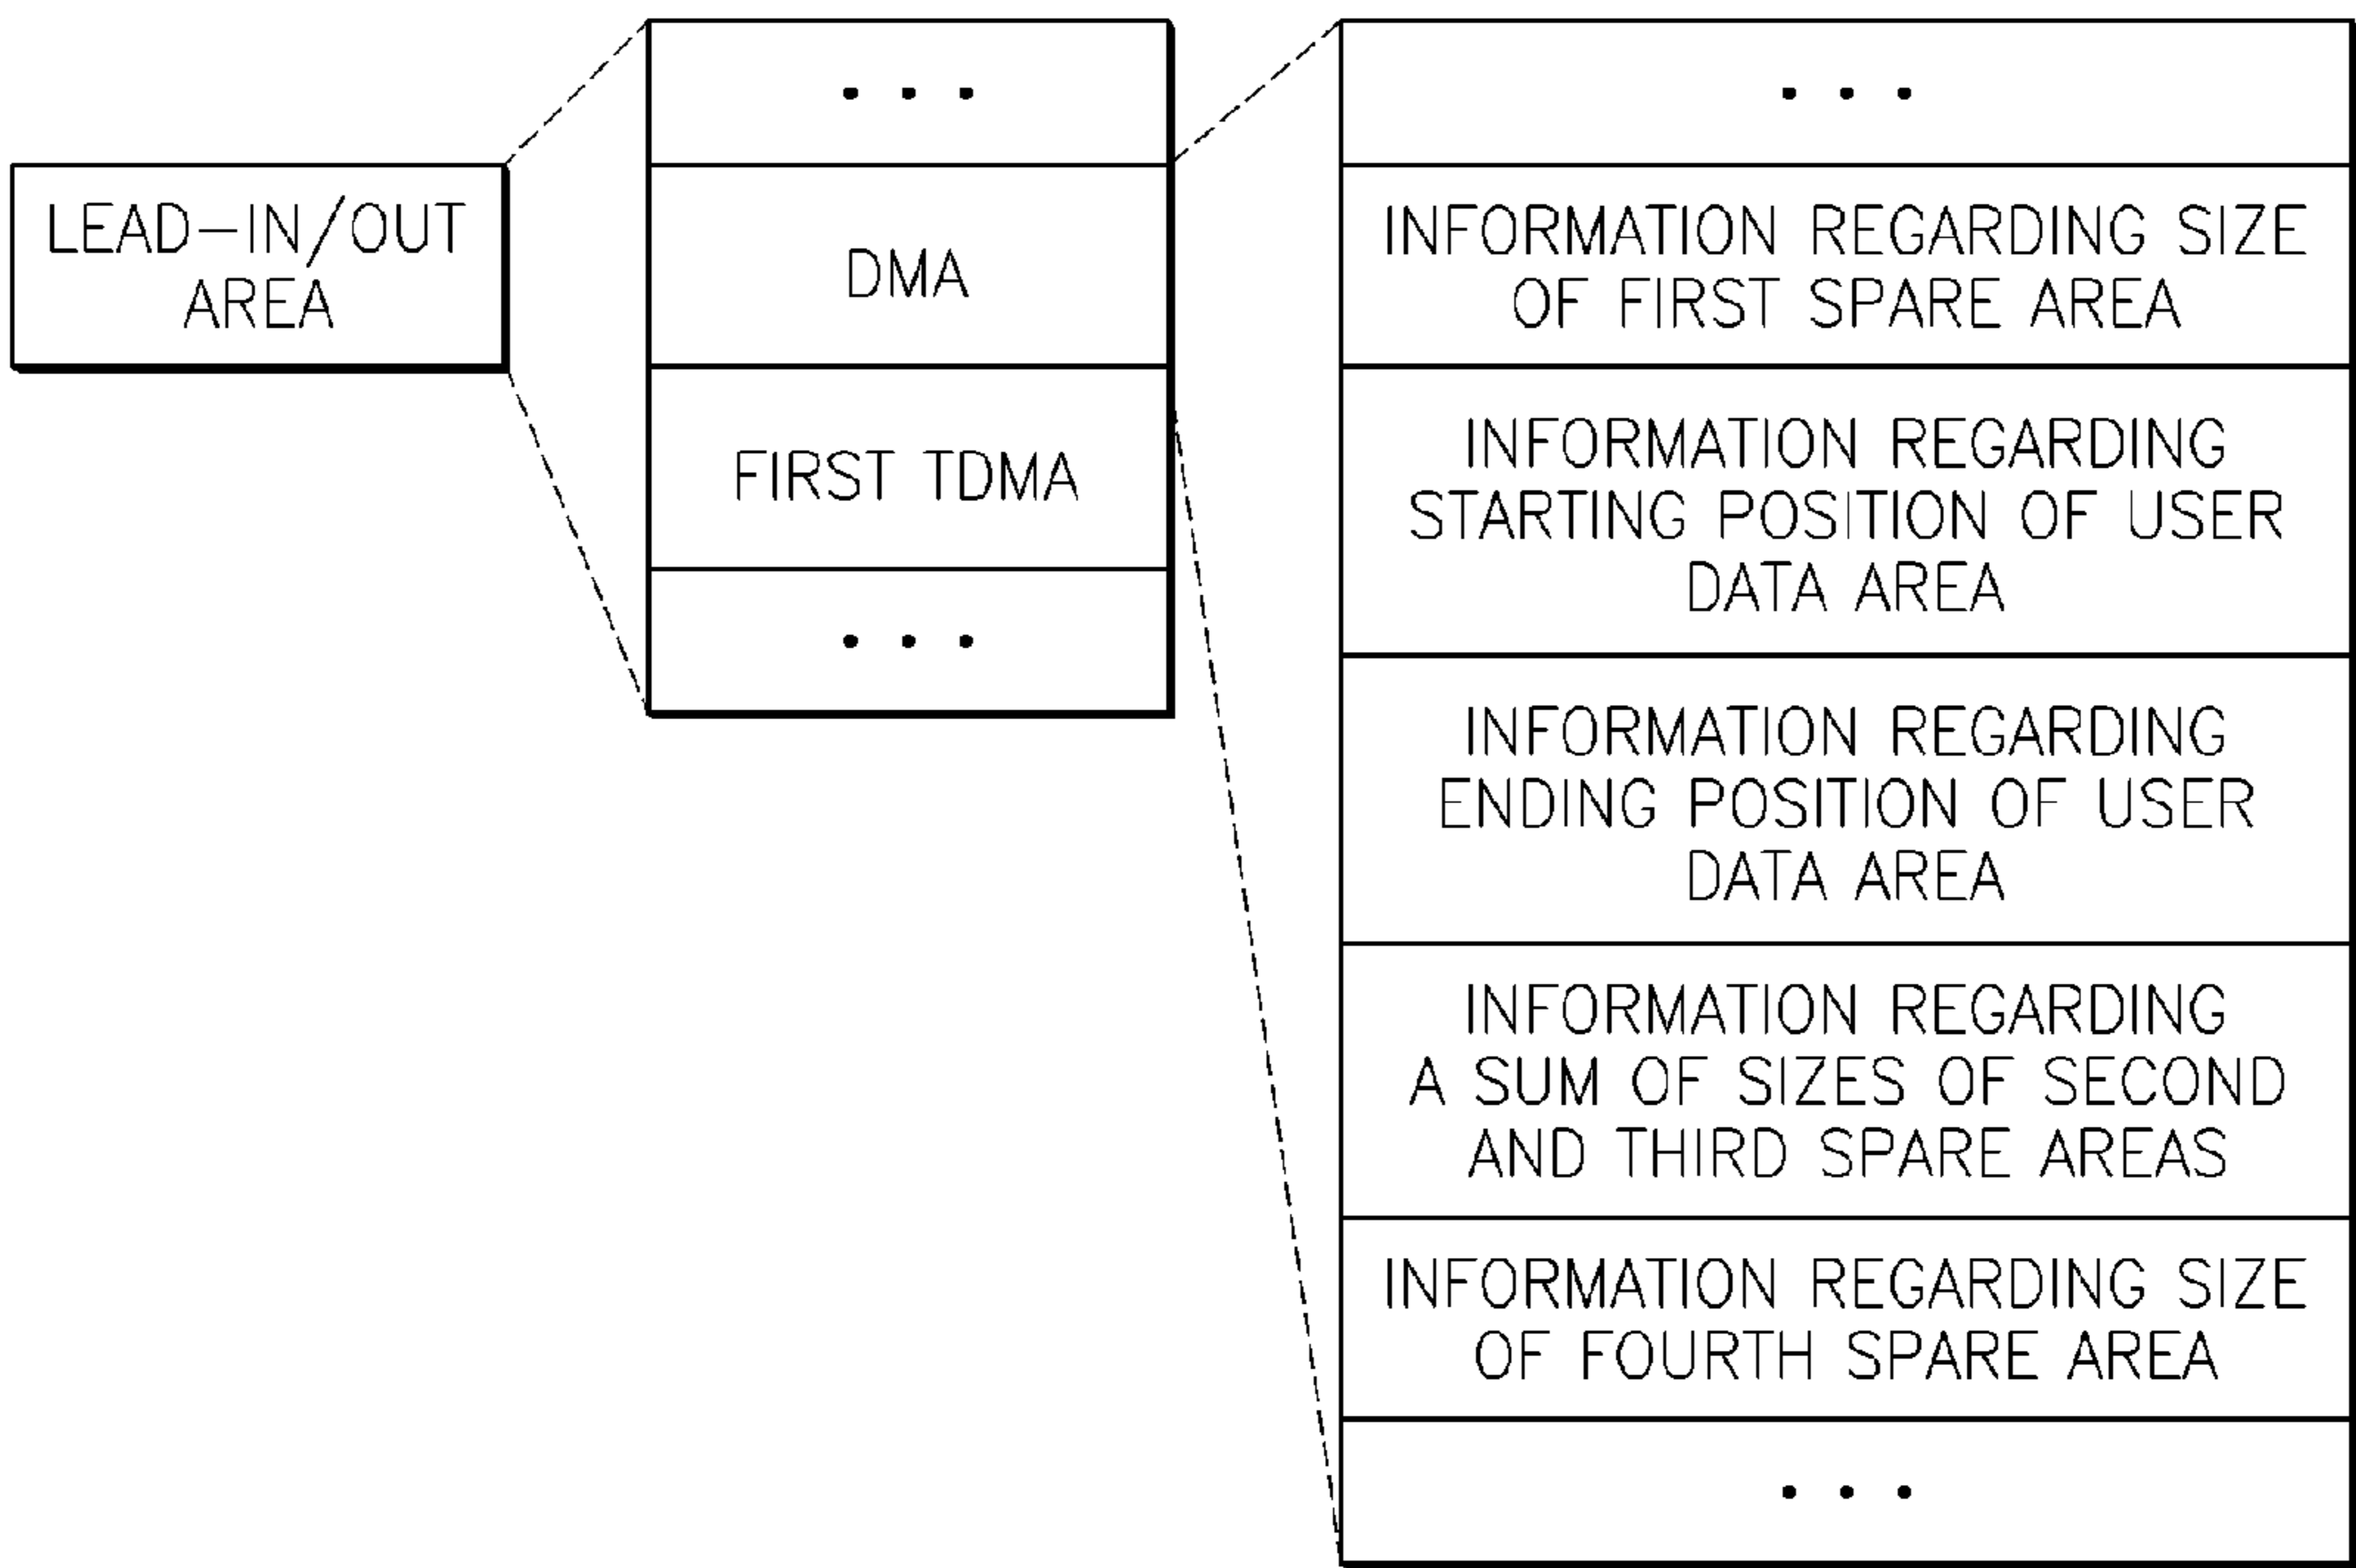 LEAD-IN/OUT
AREA
• • •
DMA
FIRST TDMA
• • •
• • •
INFORMATION REGARDING SIZE
OF FIRST SPARE AREA
INFORMATION REGARDING
STARTING POSITION OF USER
DATA AREA
INFORMATION REGARDING
ENDING POSITION OF USER
DATA AREA
INFORMATION REGARDING
A SUM OF SIZES OF SECOND
AND THIRD SPARE AREAS
INFORMATION REGARDING SIZE
OF FOURTH SPARE AREA
• • •